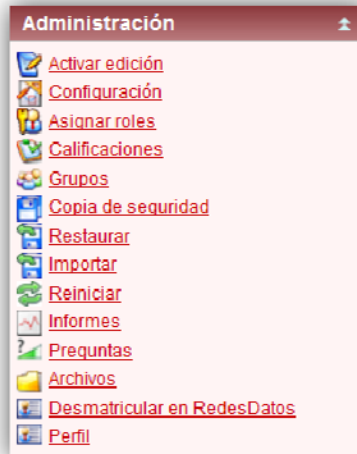 Administración
Activar edición
Configuración
Asignar roles
Calificaciones
Grupos
Copia de seguridad
Restaurar
Importar
Reiniciar
Informes
Preguntas
Archivos
Desmatricular en RedesDatos
Perfil